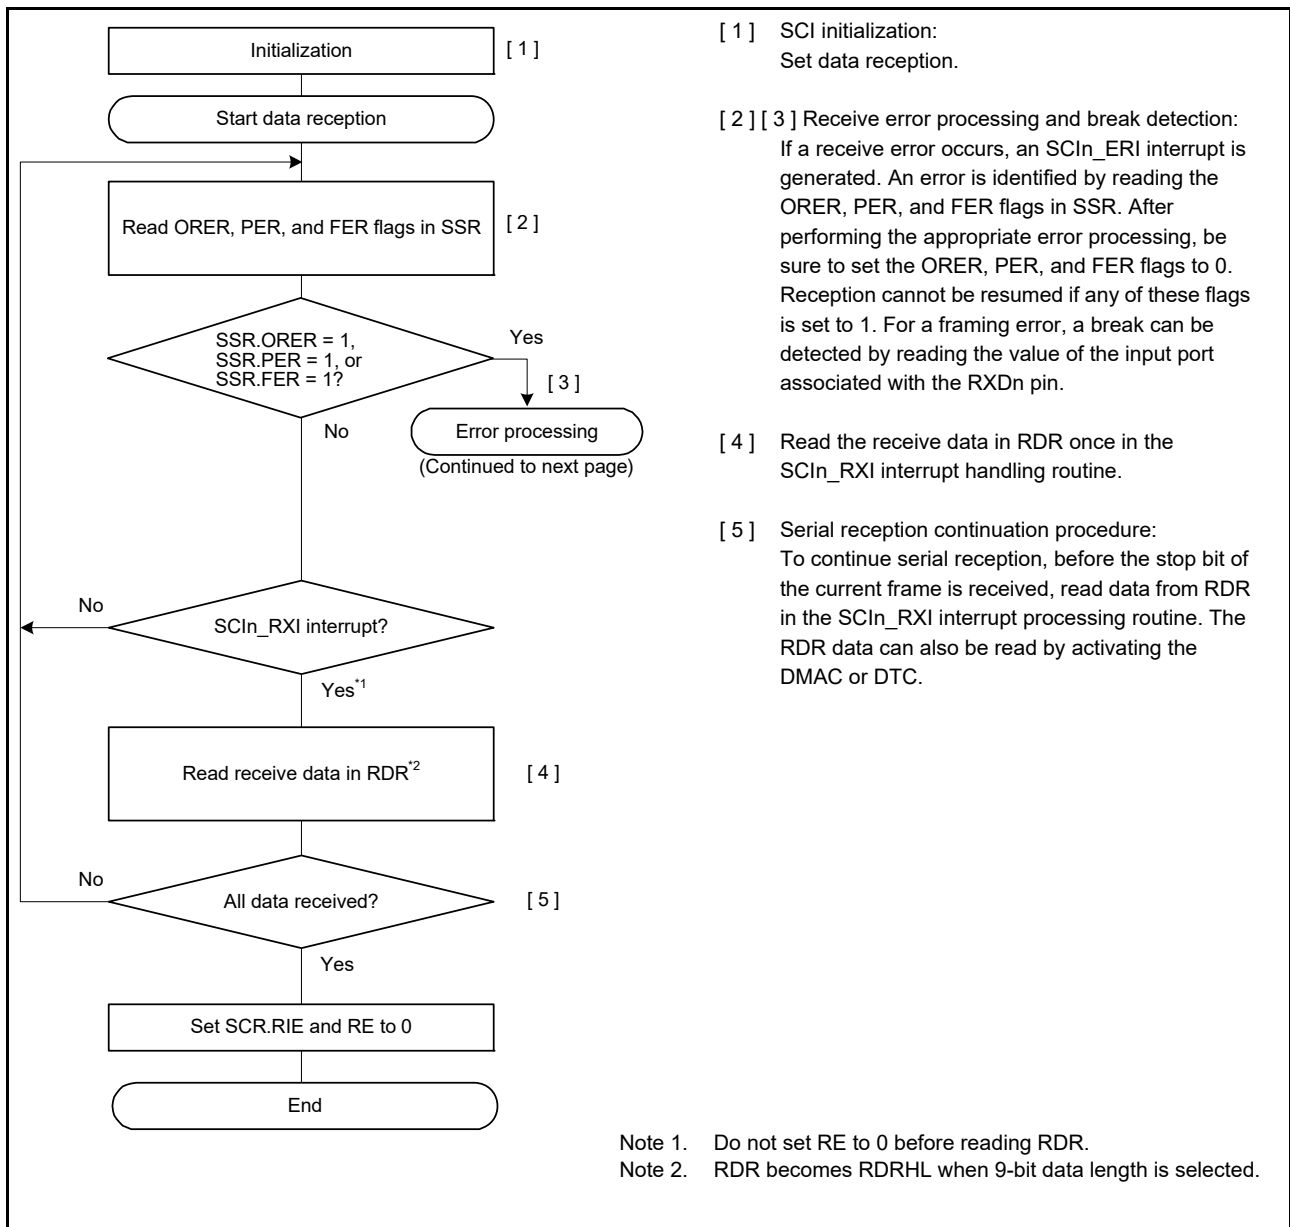 Initialization
[ 1 ]
Start data reception
Read ORER, PER, and FER flags in SSR
[ 2 ]
SSR.ORER = 1,
SSR.PER = 1, or
SSR.FER = 1?
Yes
[ 3 ]
No
Error processing
(Continued to next page)
No
SCIn_RXI interrupt?
Yes*1
Read receive data in RDR*2
[ 4 ]
No
All data received?
[ 5 ]
Yes
Set SCR.RIE and RE to 0
End
[ 1 ] SCI initialization:
Set data reception.
[ 2 ] [ 3 ] Receive error processing and break detection:
If a receive error occurs, an SCIn_ERI interrupt is
generated. An error is identified by reading the
ORER, PER, and FER flags in SSR. After
performing the appropriate error processing, be
sure to set the ORER, PER, and FER flags to 0.
Reception cannot be resumed if any of these flags
is set to 1. For a framing error, a break can be
detected by reading the value of the input port
associated with the RXDn pin.
[ 4 ] Read the receive data in RDR once in the
SCIn_RXI interrupt handling routine.
[ 5 ] Serial reception continuation procedure:
To continue serial reception, before the stop bit of
the current frame is received, read data from RDR
in the SCIn_RXI interrupt processing routine. The
RDR data can also be read by activating the
DMAC or DTC.
Note 1. Do not set RE to 0 before reading RDR.
Note 2. RDR becomes RDRHL when 9-bit data length is selected.